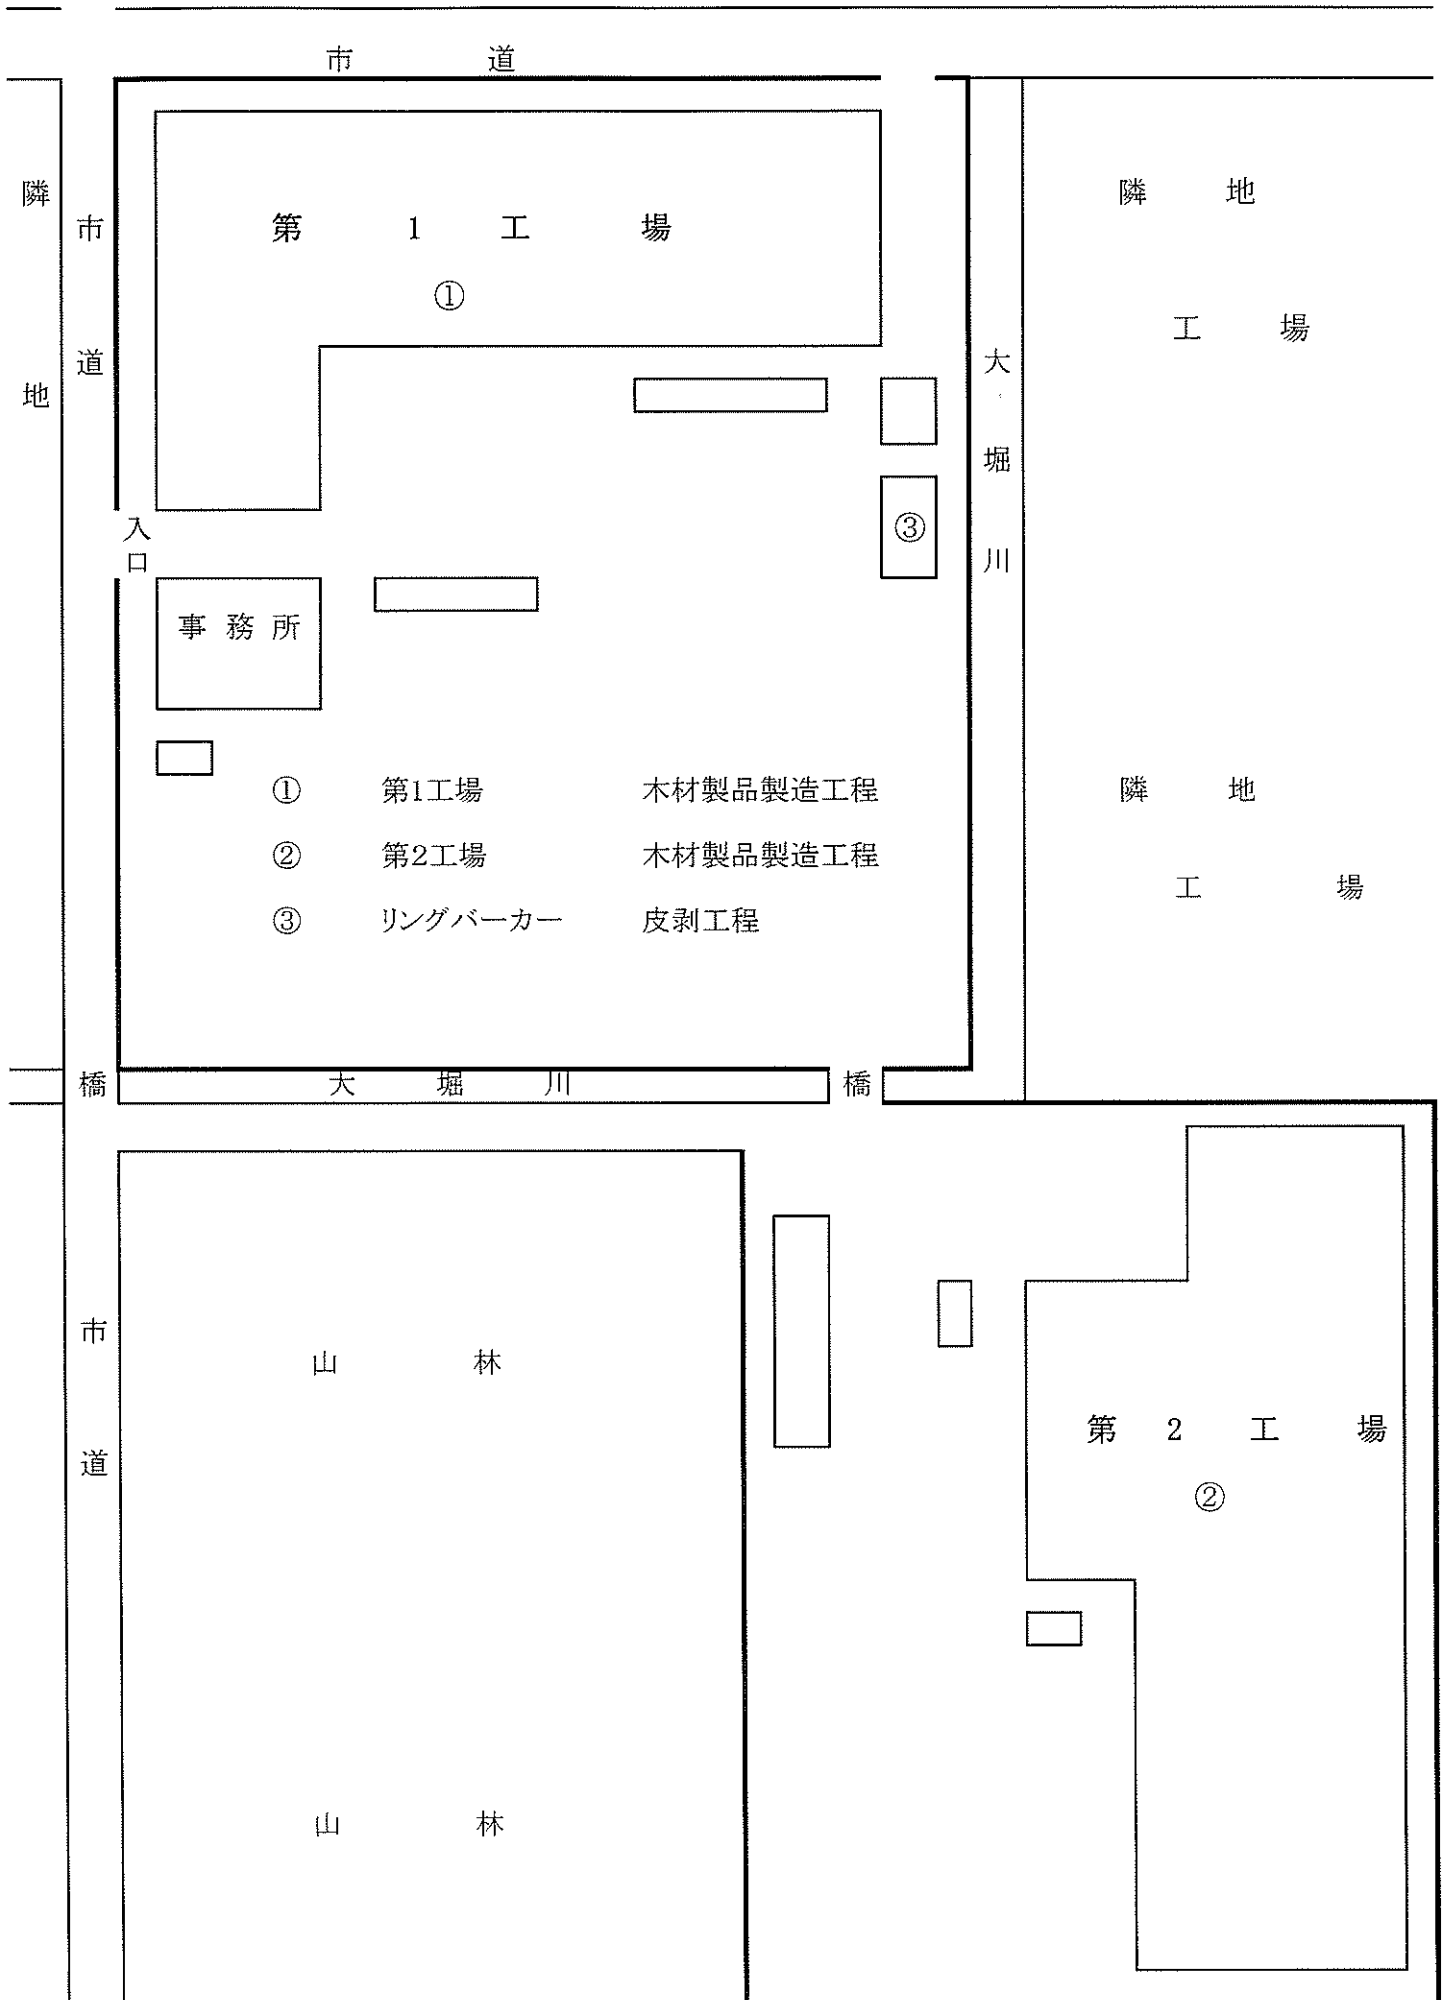 市道
隣地
市道
第1工場
①
隣地
工場
大堀川
③
入口
事務所
① 第1工場 木材製品製造工程
② 第2工場 木材製品製造工程
③ リングバーカー 皮剥工程
隣地
工場
橋
大堀川
橋
市道
山林
第2工場
②
山林